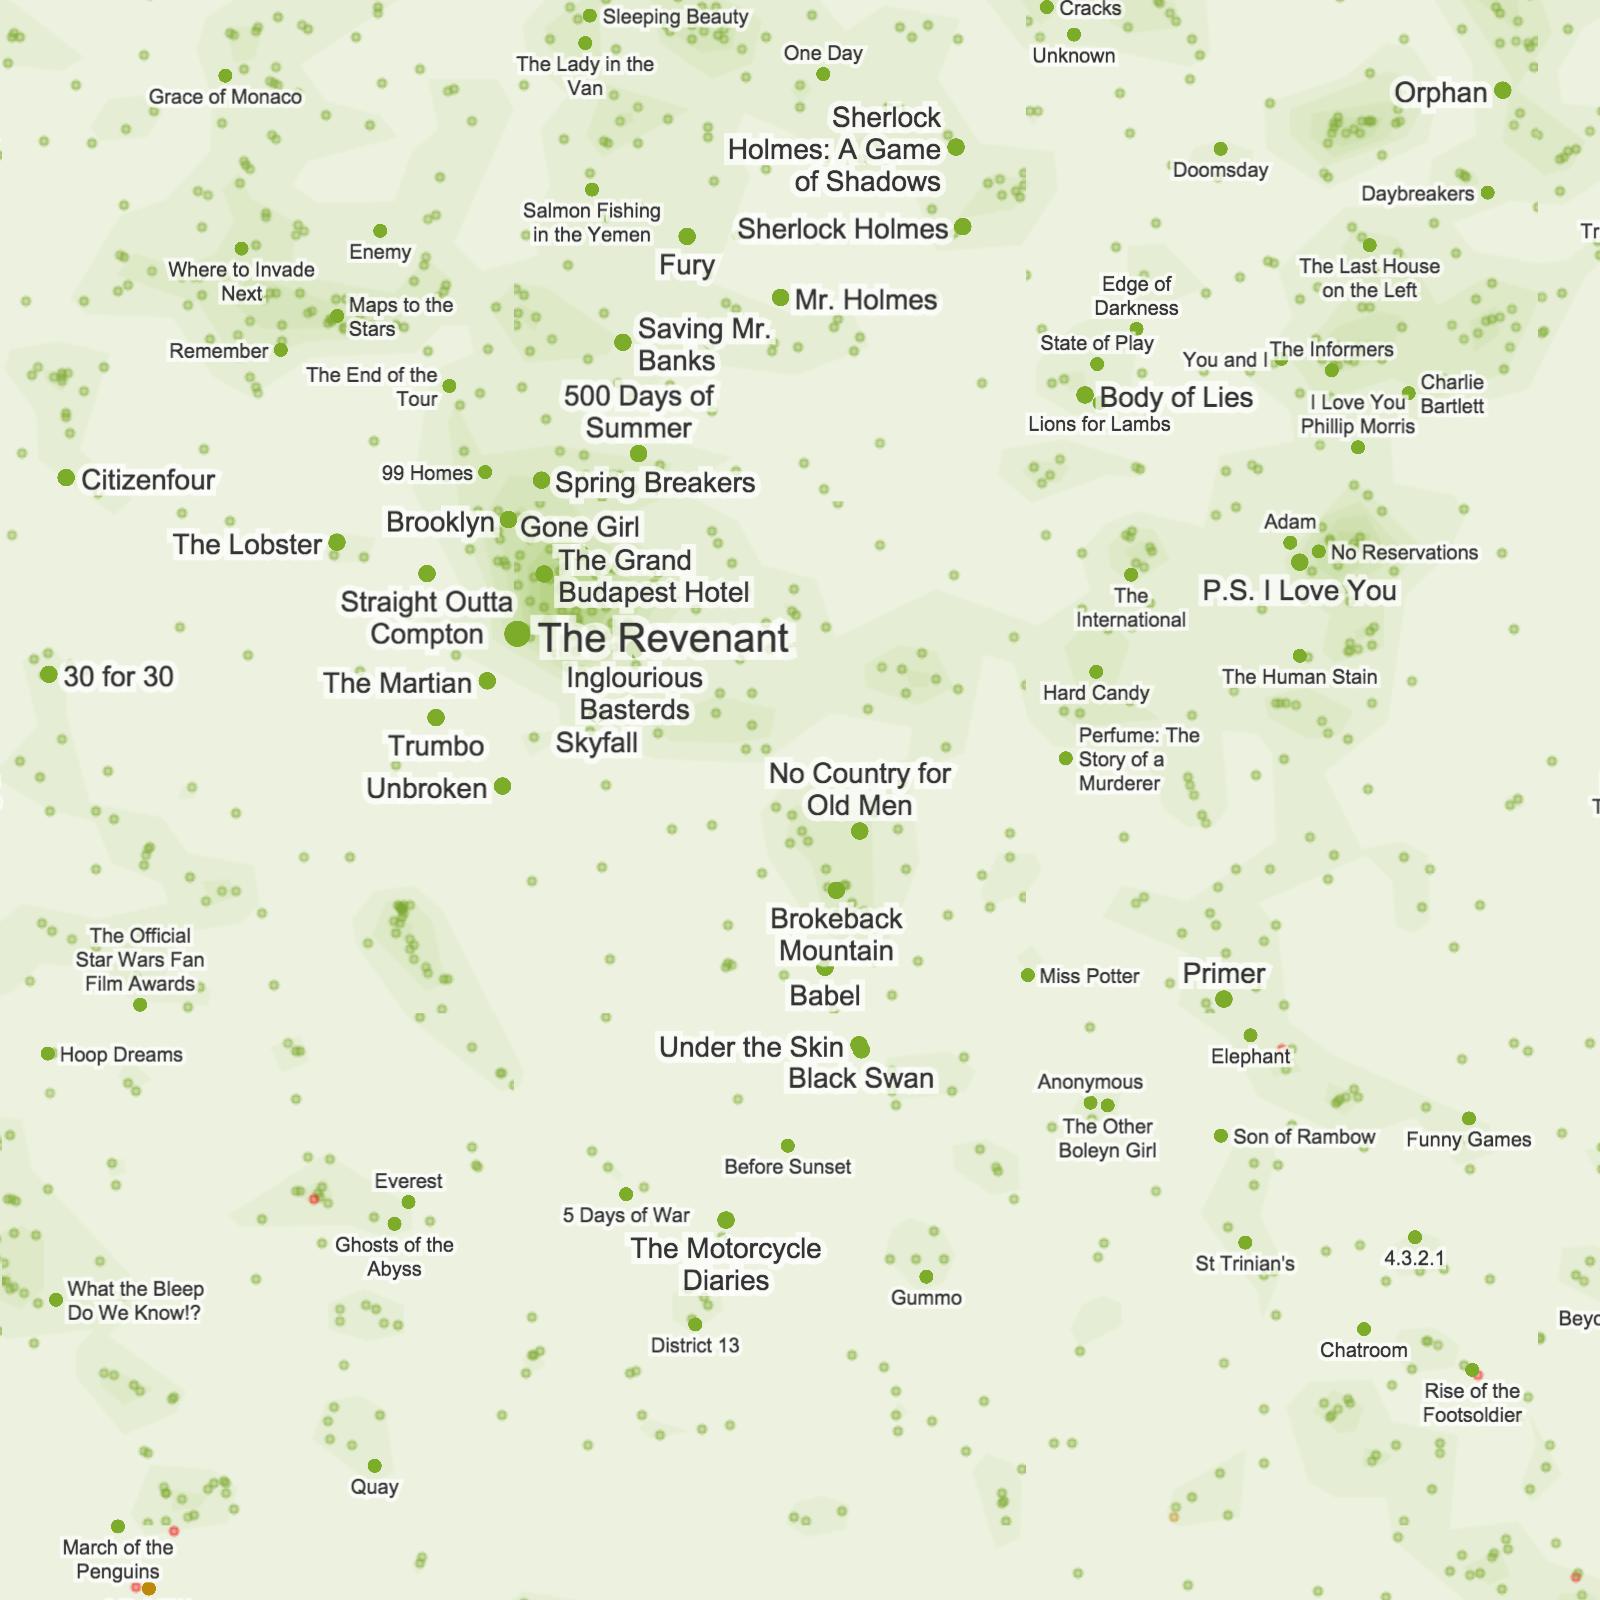 Sleeping Beauty
Cracks
The Lady in the
Van
One Day
Unknown
Grace of Monaco
Orphan
Sherlock
Holmes: A Game
of Shadows
Doomsday
Daybreakers
Salmon Fishing
in the Yemen
Sherlock Holmes
Tr
Enemy
Fury
Where to Invade
Next
The Last House
on the Left
Edge of
Darkness
Mr. Holmes
Maps to the
Stars
Saving Mr.
Banks
State of Play
Remember
You and I
The Informers
The End of the
Tour
500 Days of
Summer
Body of Lies
Charlie
Bartlett
Lions for Lambs
I Love You
Phillip Morris
99 Homes
Citizenfour
Spring Breakers
Brooklyn
Gone Girl
Adam
The Lobster
The Grand
Budapest Hotel
No Reservations
Straight Outta
Compton
P.S. I Love You
The
International
The Revenant
30 for 30
The Martian
Inglourious
Basterds
The Human Stain
Hard Candy
Trumbo
Skyfall
Perfume: The
Story of a
Murderer
Unbroken
No Country for
Old Men
T
The Official
Star Wars Fan
Film Awards
Brokeback
Mountain
Miss Potter
Primer
Babel
Hoop Dreams
Under the Skin
Black Swan
Elephant
Anonymous
The Other
Boleyn Girl
Son of Rambow
Funny Games
Before Sunset
Everest
5 Days of War
Ghosts of the
Abyss
The Motorcycle
Diaries
St Trinian's
4.3.2.1
What the Bleep
Do We Know!?
Gummo
Beyo
District 13
Chatroom
Rise of the
Footsoldier
Quay
March of the
Penguins